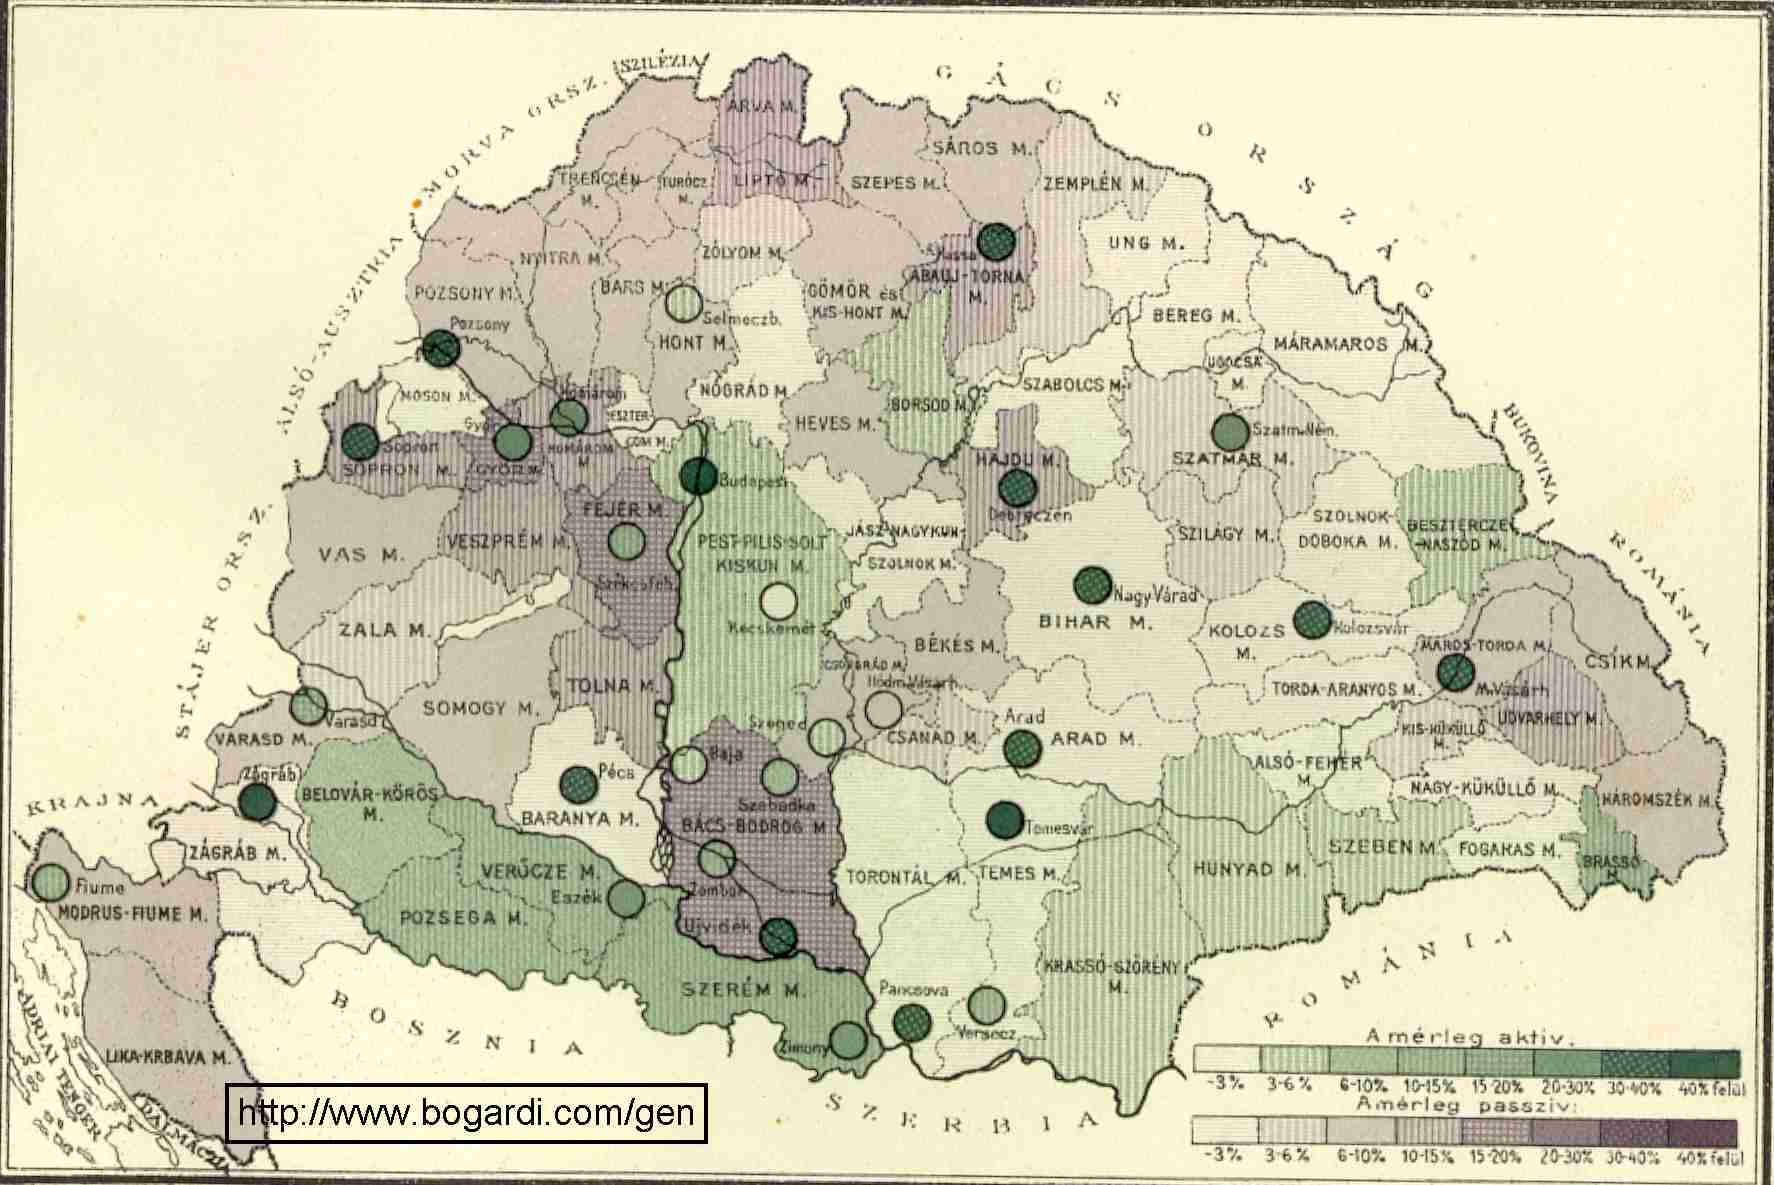 SZILÉZIA
MORVA ORSZ.
GÁCSORSZÁG
ALSÓ-AUSZTRIA
ÁRVA M.
TRENCSÉN
M.
TURÓCZ
M.
LIPTÓ M.
SZEPES M.
SÁROS M.
ZEMPLÉN M.
UNG M.
NYITRA M.
ZÓLYOM M.
Kassa
ABAUJ-TORNA
M.
POZSONY M.
BARS M.
GÖMÖR és
KIS-HONT M.
BEREG M.
Pozsony
Selmeczb.
HONT M.
MÁRAMAROS M.
UGOCSA
M.
MOSON M.
Komárom
ESZTER-
GOM M.
NÓGRÁD M.
SZABOLCS M.
BORSOD M.
HEVES M.
BUKOVINA
Győr
Sopron
SOPRON M.
GYŐR M.
KOMÁROM
M.
Budapest
HAJDU M.
Debreczen
Szatm.Ném.
SZATMÁR M.
STÁJER ORSZ.
VAS M.
VESZPRÉM M.
FEJÉR M.
Székesfeh.
PEST-PILIS-SOLT
KISKUN M.
Kecskemét
JÁSZ-NAGYKUN-
SZOLNOK M.
SZILÁGY M.
SZOLNOK-
DOBOKA M.
BESZTERCZE
-NASZÓD M.
ROMÁNIA
Nagy Várad
BIHAR M.
KOLOZS
M.
Kolozsvár
ZALA M.
BÉKÉS M.
CSONGRÁD M.
Hódm.Vásárh.
MAROS-TORDA M.
M.Vásárh
CSÍK M.
TORDA-ARANYOS M.
UDVARHELY M.
TOLNA M.
SOMOGY M.
Varasd
VARASD M.
Szeged
CSANÁD M.
Arad
ARAD M.
KIS-KÜKÜLLŐ
M.
Baja
Szabadka
BÁCS-BODROG M.
Pécs
BARANYA M.
ALSÓ-FEHÉR
M.
NAGY-KÜKÜLLŐ M.
HÁROMSZÉK M.
KRAJNA
Zágráb
BELOVÁR-KŐRÖS
M.
ZÁGRÁB M.
Temesvár
TORONTÁL M.
TEMES M.
HUNYAD M.
SZEBEN M.
FOGARAS M.
BRASSÓ
M.
Fiume
MODRUS-FIUME M.
VERŐCZE M.
POZSEGA M.
Eszék
Zombor
Ujvidék
KRASSÓ-SZÖRÉNY
M.
ROMÁNIA
SZERÉM M.
Pancsova
Versecz
Zimony
BOSZNIA
SZERBIA
LIKA-KRBAVA M.
ADRIAI TENGER
DALMÁCZIA
http://www.bogardi.com/gen
A mérleg aktiv:
-3% 3-6% 6-10% 10-15% 15-20% 20-30% 30-40% 40% felül
A mérleg passziv:
-3% 3-6% 6-10% 10-15% 15-20% 20-30% 30-40% 40% felül